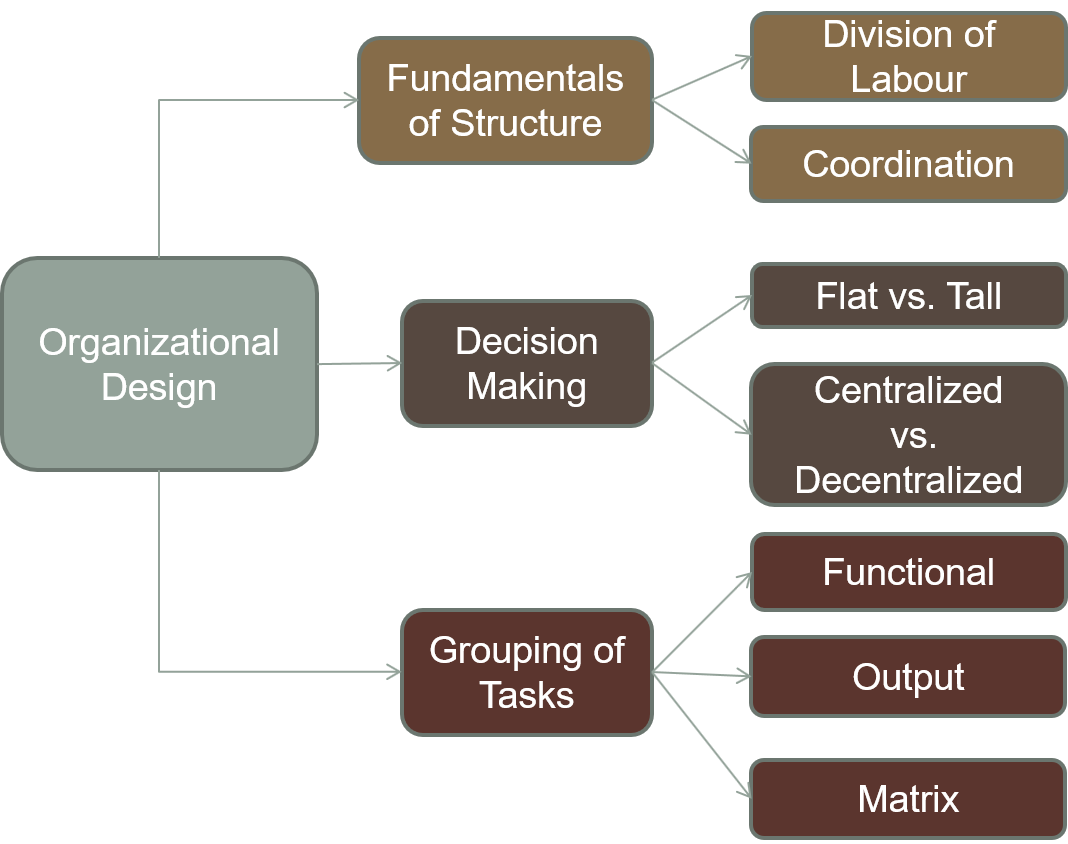 Organizational
Design
Fundamentals
of Structure
Division of
Labour
Coordination
Decision
Making
Flat vs. Tall
Centralized
vs.
Decentralized
Grouping of
Tasks
Functional
Output
Matrix